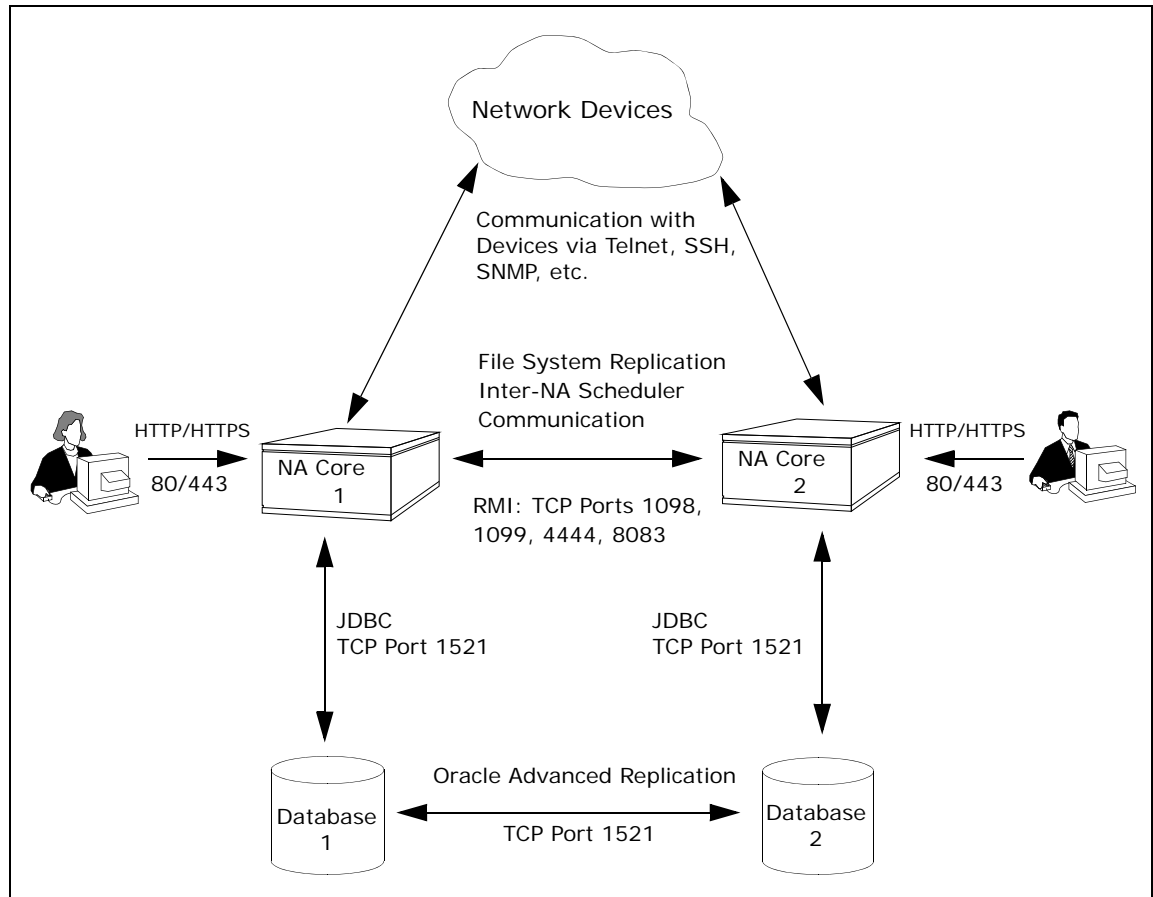 Network Devices
Communication with
Devices via Telnet, SSH,
SNMP, etc.
File System Replication
Inter-NA Scheduler
Communication
HTTP/HTTPS
80/443
NA Core
1
NA Core
2
HTTP/HTTPS
80/443
RMI: TCP Ports 1098,
1099, 4444, 8083
JDBC
TCP Port 1521
JDBC
TCP Port 1521
Oracle Advanced Replication
TCP Port 1521
Database
1
Database
2